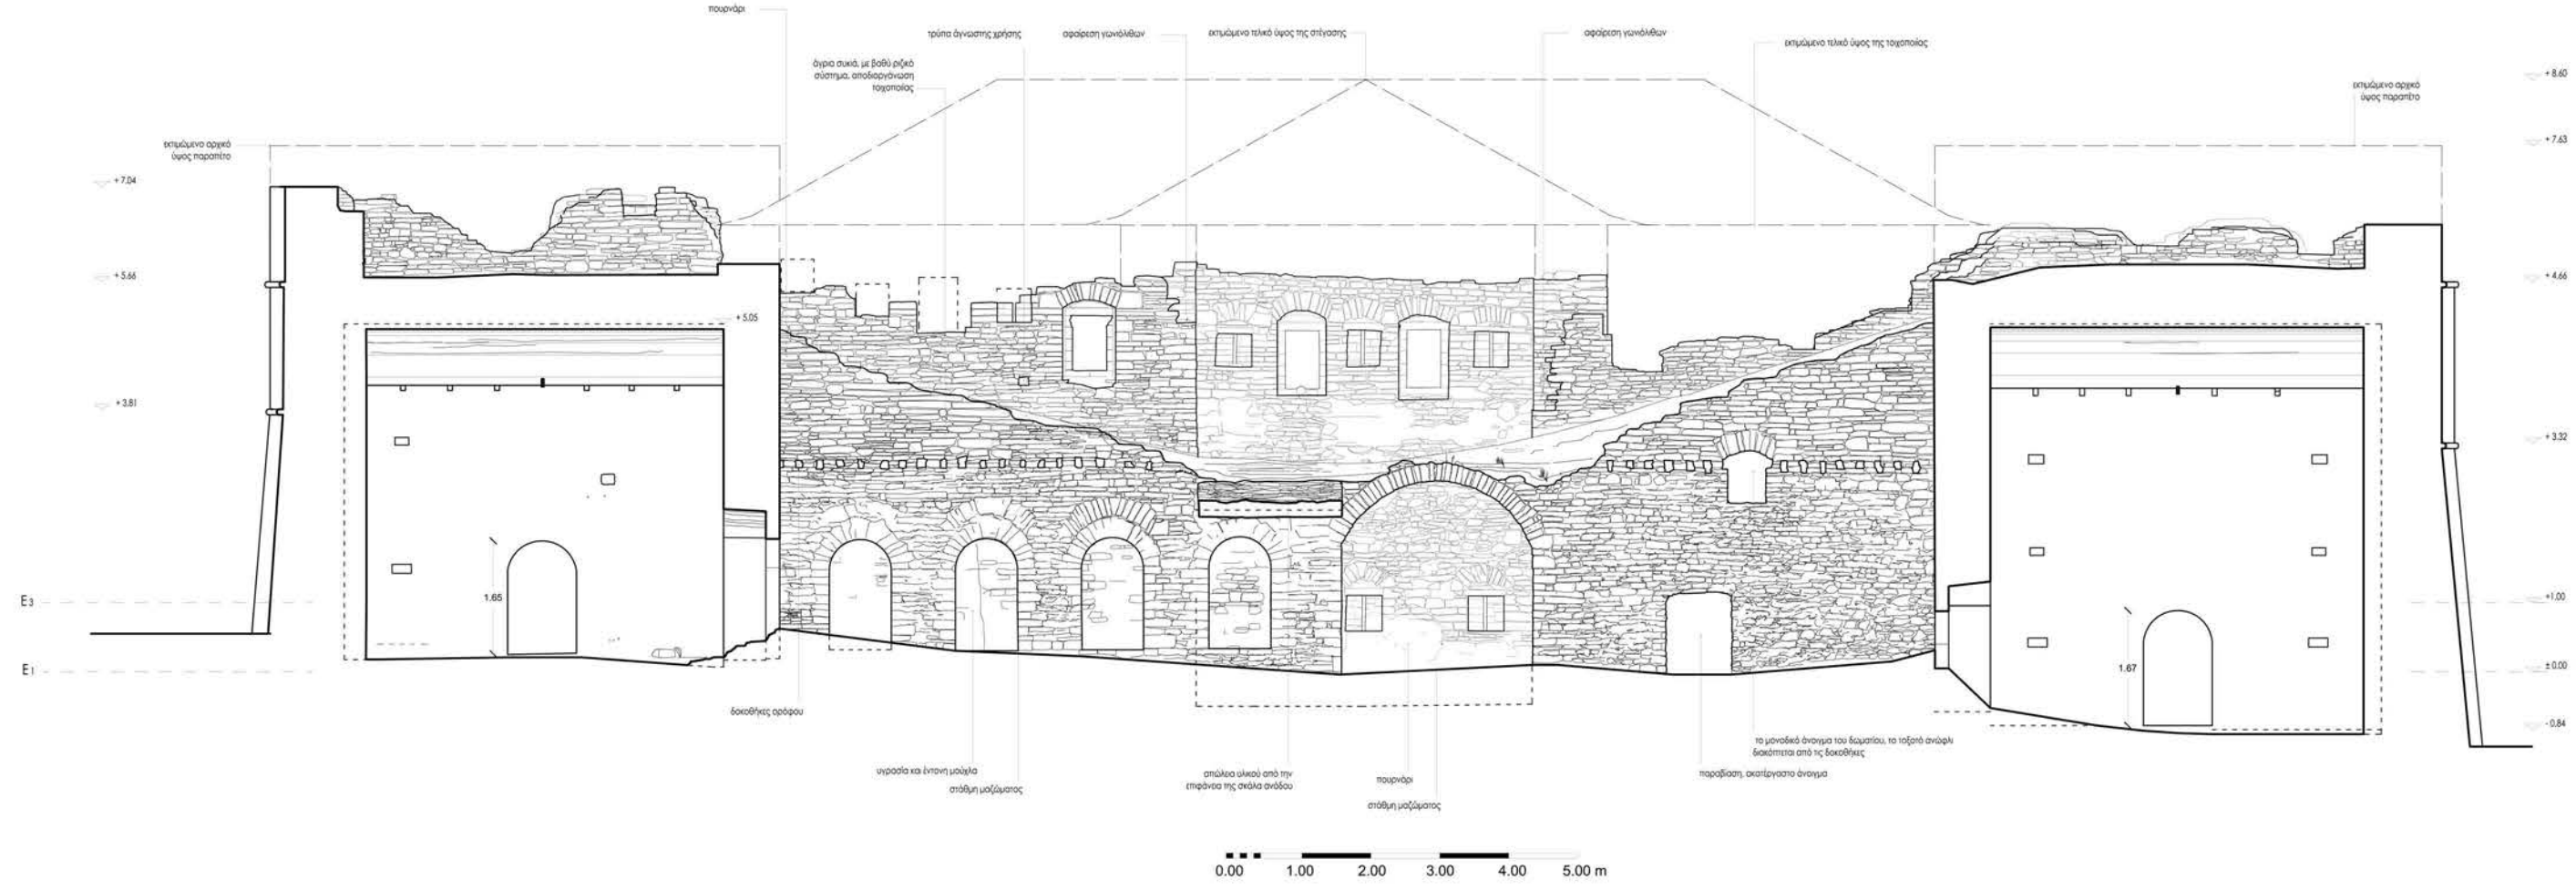 πουρνάρι
τρύπα άγνωστης χρήσης
αφαίρεση γωνιόλιθων
εκτιμώμενο τελικό ύψος της στέγασης
αφαίρεση γωνιόλιθων
εκτιμώμενο τελικό ύψος της τοιχοποιίας
άγρια συκιά, με βαθύ ριζικό
σύστημα, αποδιοργάνωση
τοιχοποιίας
+ 8.60
εκτιμώμενο αρχικό
ύψος παραπέτο
εκτιμώμενο αρχικό
ύψος παραπέτο
+ 7.63
+ 7.04
+ 5.66
+ 4.66
+ 5.05
+ 3.81
+ 3.32
1.65
E3
+1.00
E1
± 0.00
1.67
- 0.84
δοκοθήκες ορόφου
το μοναδικό άνοιγμα του δωματίου, το τοξωτό ανώφλι
διακόπτεται από τις δοκοθήκες
υγρασία και έντονη μούχλα
απώλεια υλικού από την
επιφάνεια της σκάλα ανόδου
πουρνάρι
παραβίαση, ακατέργαστο άνοιγμα
στάθμη μαζώματος
στάθμη μαζώματος
0.00 1.00 2.00 3.00 4.00 5.00 m